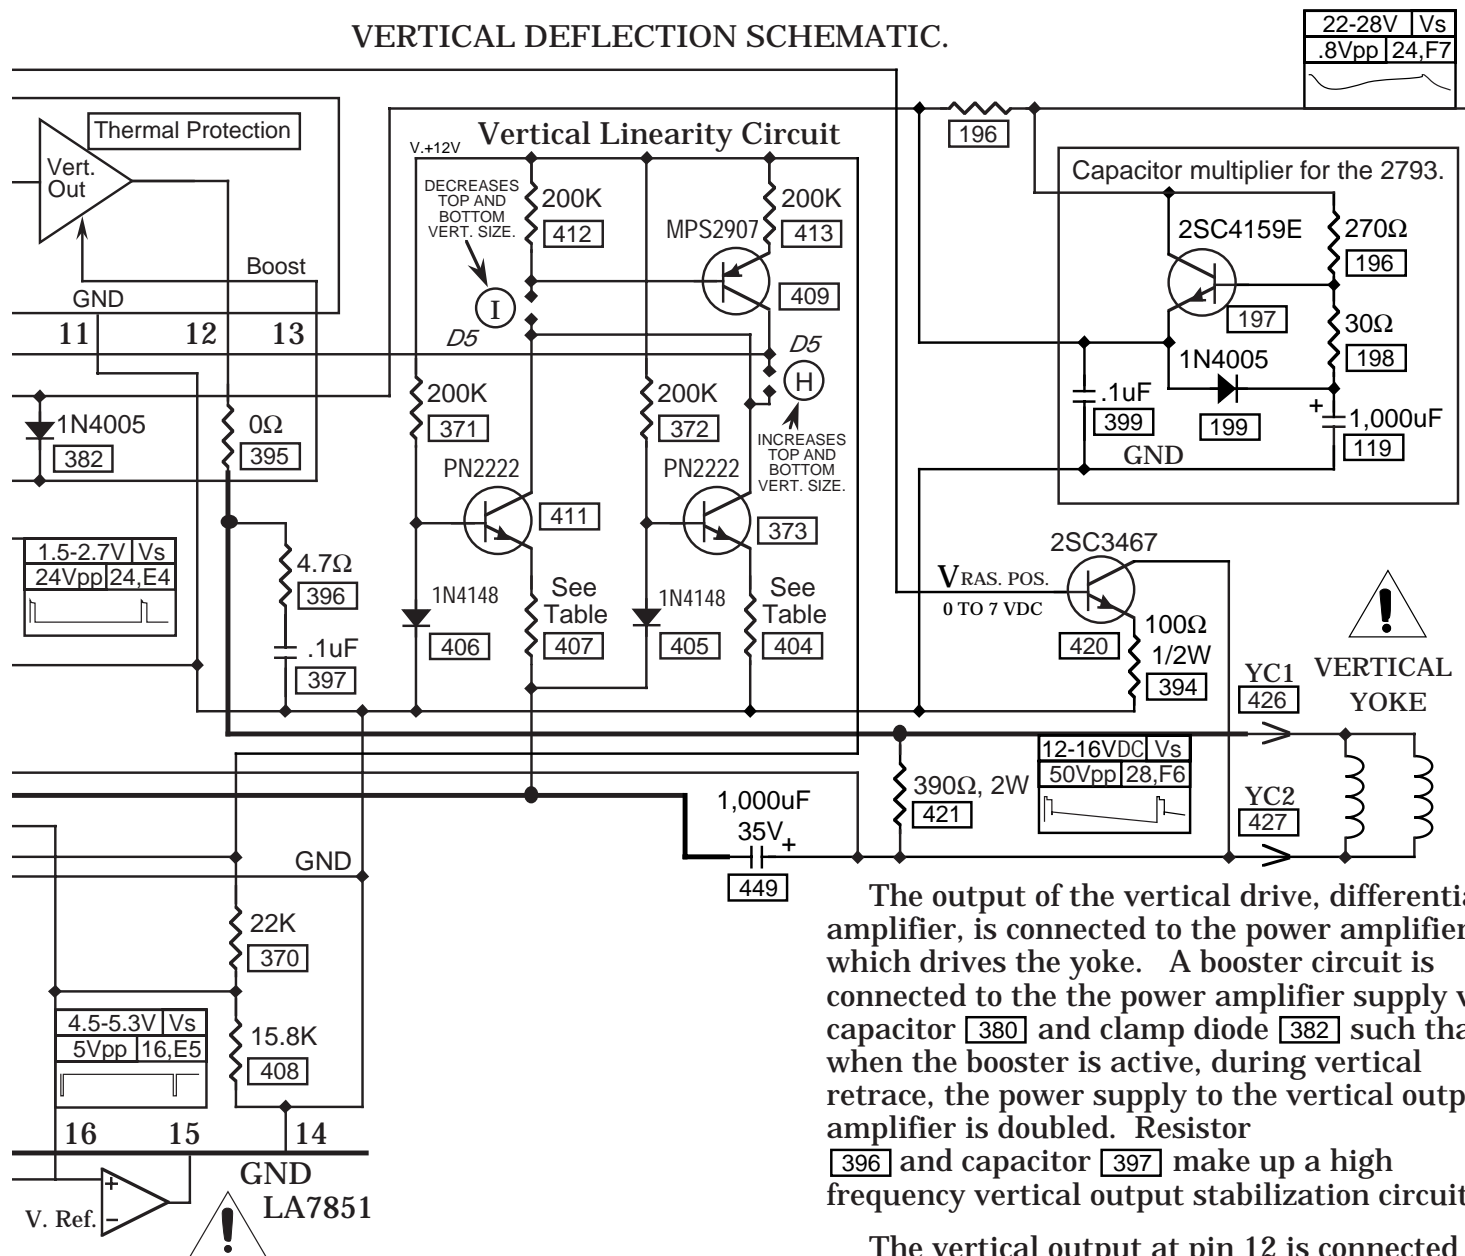 VERTICAL DEFLECTION SCHEMATIC.
22-28V Vs
.8Vpp 24,F7
Thermal Protection
Vert.
Out
Boost
GND
11 12 13
Vertical Linearity Circuit
V.+12V
DECREASES
TOP AND
BOTTOM
VERT. SIZE.
I
D5
200K
412
MPS2907
200K
413
409
D5
H
INCREASES
TOP AND
BOTTOM
VERT. SIZE.
196
Capacitor multiplier for the 2793.
2SC4159E
270Ω
196
197
30Ω
198
1N4005
199
.1uF
399
GND
+
1,000uF
119
1N4005
382
0Ω
395
200K
371
200K
372
PN2222
411
PN2222
373
1.5-2.7V Vs
24Vpp 24,E4
4.7Ω
396
.1uF
397
1N4148
406
See
Table
407
1N4148
405
See
Table
404
2SC3467
VRAS. POS.
0 TO 7 VDC
420
100Ω
1/2W
394
YC1
426
VERTICAL
YOKE
12-16VDC Vs
50Vpp 28,F6
390Ω, 2W
421
YC2
427
1,000uF
35V
+
449
GND
22K
370
4.5-5.3V Vs
5Vpp 16,E5
15.8K
408
16 15 14
GND
LA7851
+
−
V. Ref.
The output of the vertical drive, differentia
amplifier, is connected to the power amplifier
which drives the yoke. A booster circuit is
connected to the the power amplifier supply v
capacitor 380 and clamp diode 382 such tha
when the booster is active, during vertical
retrace, the power supply to the vertical outp
amplifier is doubled. Resistor
396 and capacitor 397 make up a high
frequency vertical output stabilization circuit
The vertical output at pin 12 is connected